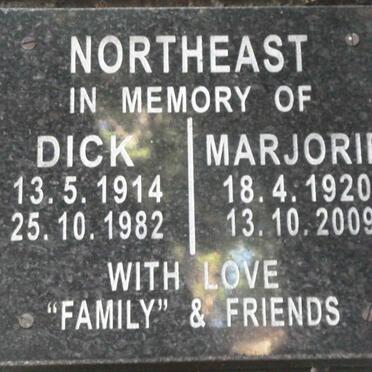 NORTHEAST
IN MEMORY OF
DICK MARJORIE
13.5.1914 18.4.1920
25.10.1982 13.10.2009
WITH LOVE
"FAMILY" & FRIENDS